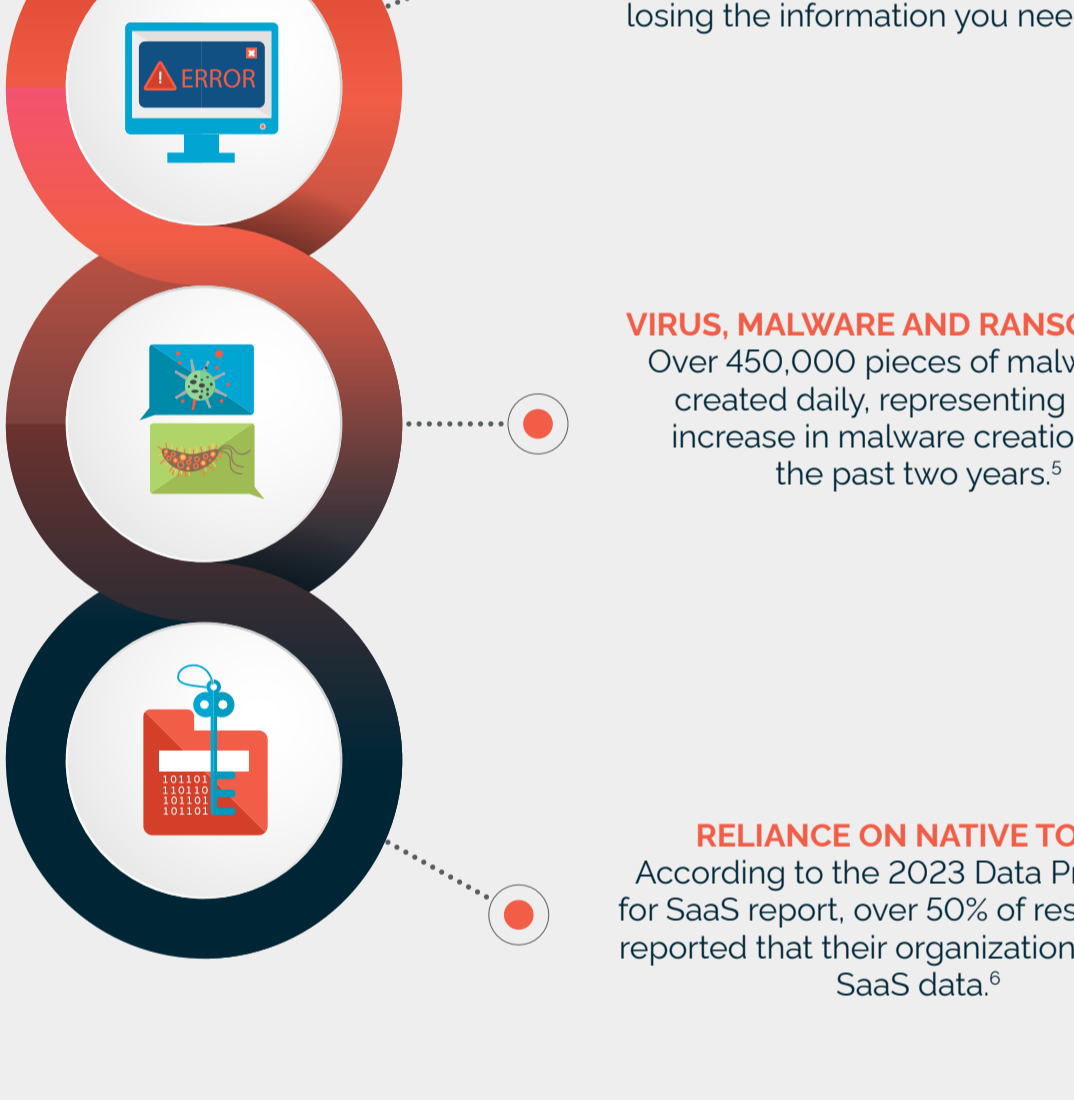 losing the information you nee
ERROR
VIRUS, MALWARE AND RANSO
Over 450,000 pieces of malw
created daily, representing
increase in malware creatio
the past two years.5
101101
110110
101101
101101
RELIANCE ON NATIVE TO
According to the 2023 Data Pr
for SaaS report, over 50% of res
reported that their organization
SaaS data.6